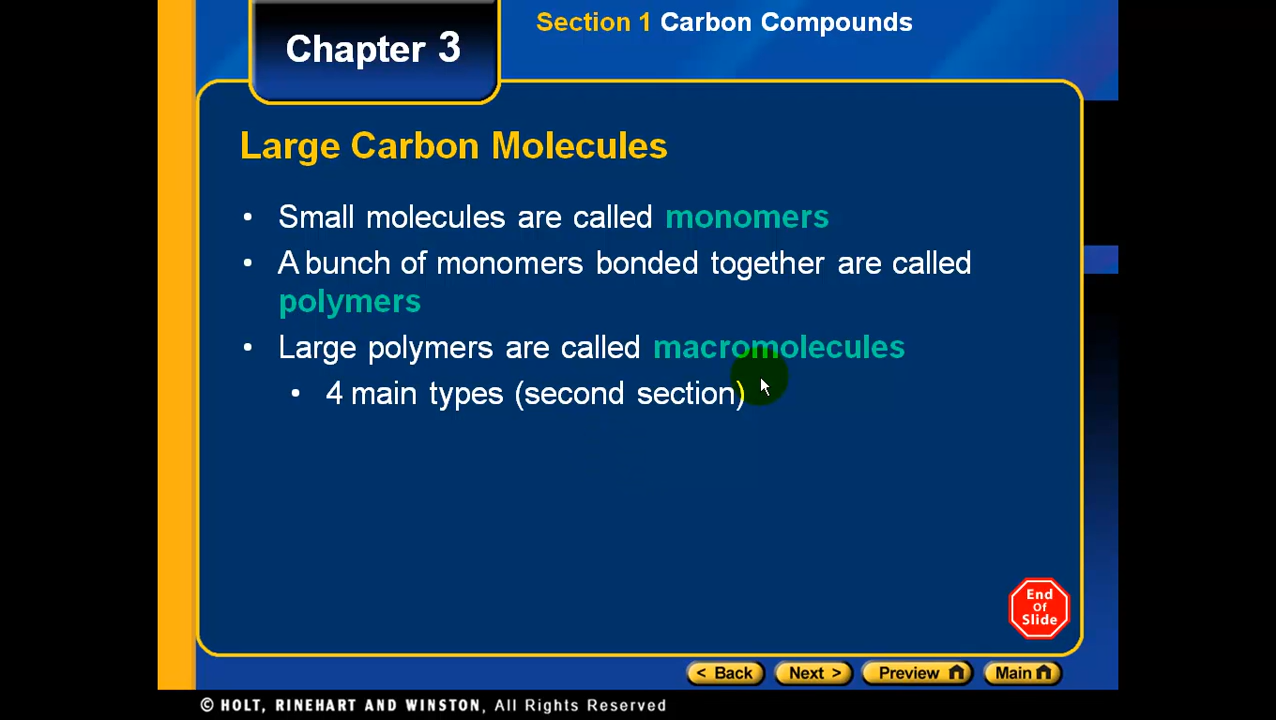 Section 1 Carbon Compounds
Chapter 3
Large Carbon Molecules
• Small molecules are called monomers
• A bunch of monomers bonded together are called
polymers
• Large polymers are called macromolecules
• 4 main types (second section)
End
Of
Slide
< Back Next > Preview Main
© HOLT, RINEHART AND WINSTON, All Rights Reserved